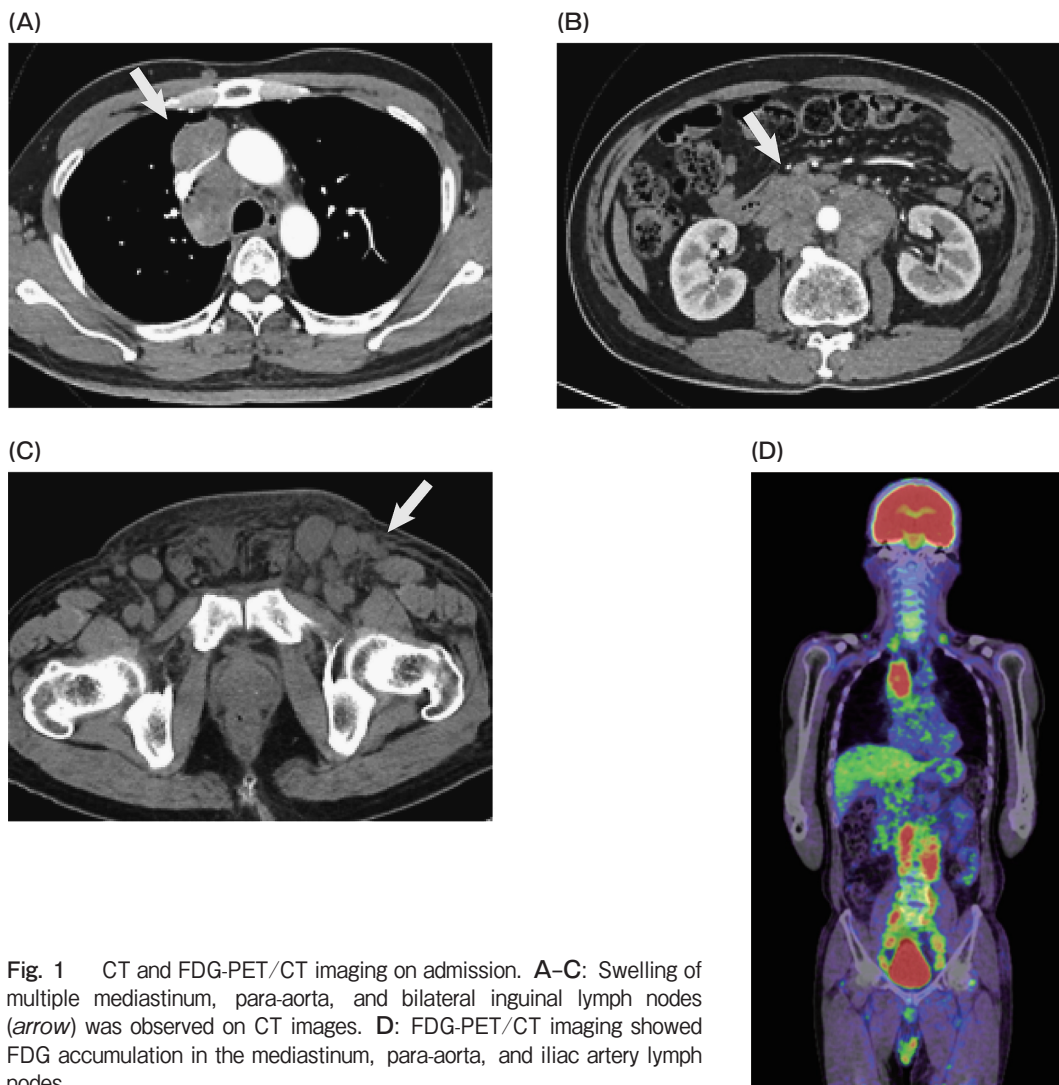 (A)
(B)
(C)
(D)
Fig. 1 CT and FDG-PET/CT imaging on admission. A–C: Swelling of
multiple mediastinum, para-aorta, and bilateral inguinal lymph nodes
(arrow) was observed on CT images. D: FDG-PET/CT imaging showed
FDG accumulation in the mediastinum, para-aorta, and iliac artery lymph
nodes